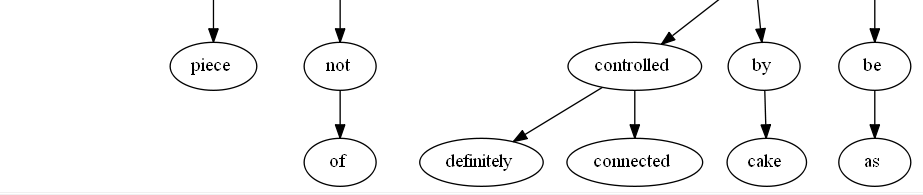 piece not controlled by be
of definitely connected cake as